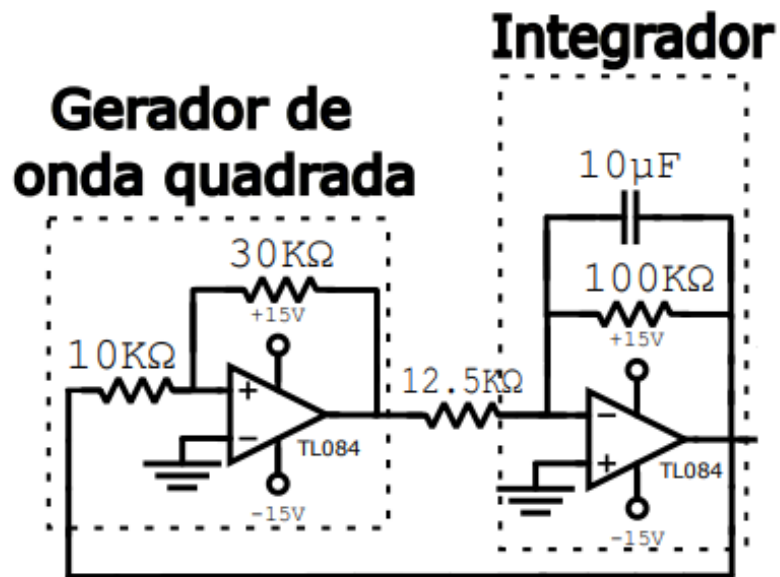 Integrador
Gerador de
onda quadrada
10µF
30KΩ
100KΩ
+15V
+15V
10KΩ
12.5KΩ
+
−
TL084
−
+
TL084
−15V
−15V